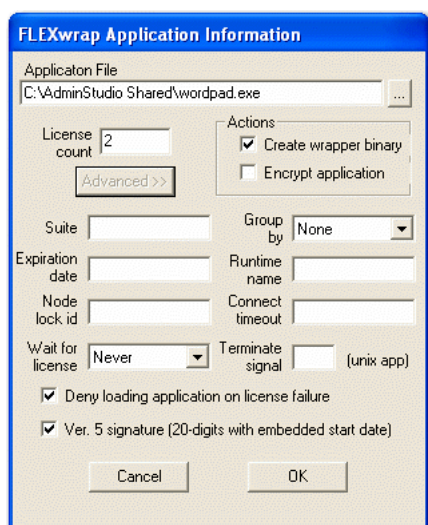 FLEXwrap Application Information
Applicaton File
C:\AdminStudio Shared\wordpad.exe ...
Actions
License count 2
Create wrapper binary
Encrypt application
Advanced >>
Suite
Group by None
Expiration date
Runtime name
Node lock id
Connect timeout
Wait for license Never
Terminate signal (unix app)
Deny loading application on license failure
Ver. 5 signature (20-digits with embedded start date)
Cancel OK